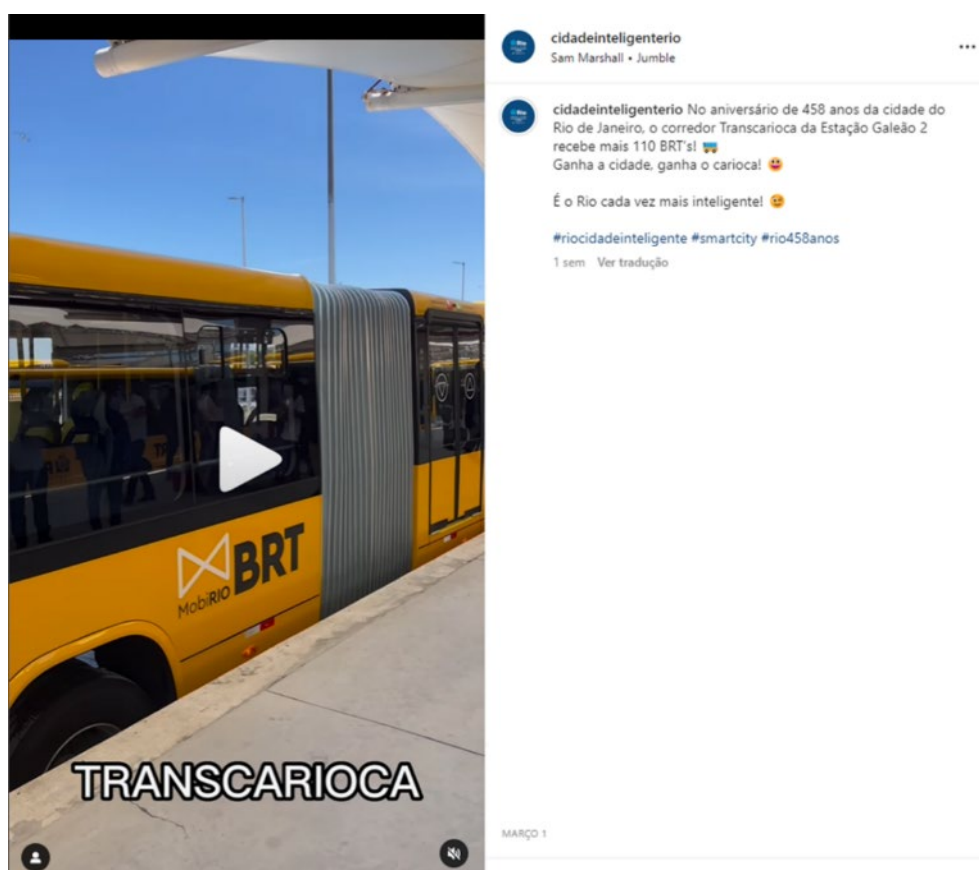 MobiRIO BRT
TRANSCARIOCA
cidadeinteligenterio
Sam Marshall • Jumble
cidadeinteligenterio No aniversário de 458 anos da cidade do
Rio de Janeiro, o corredor Transcarioca da Estação Galeão 2
recebe mais 110 BRT's! 🚎
Ganha a cidade, ganha o carioca! 😃
É o Rio cada vez mais inteligente! 😉
#riocidadeinteligente #smartcity #rio458anos
1 sem Ver tradução
MARÇO 1